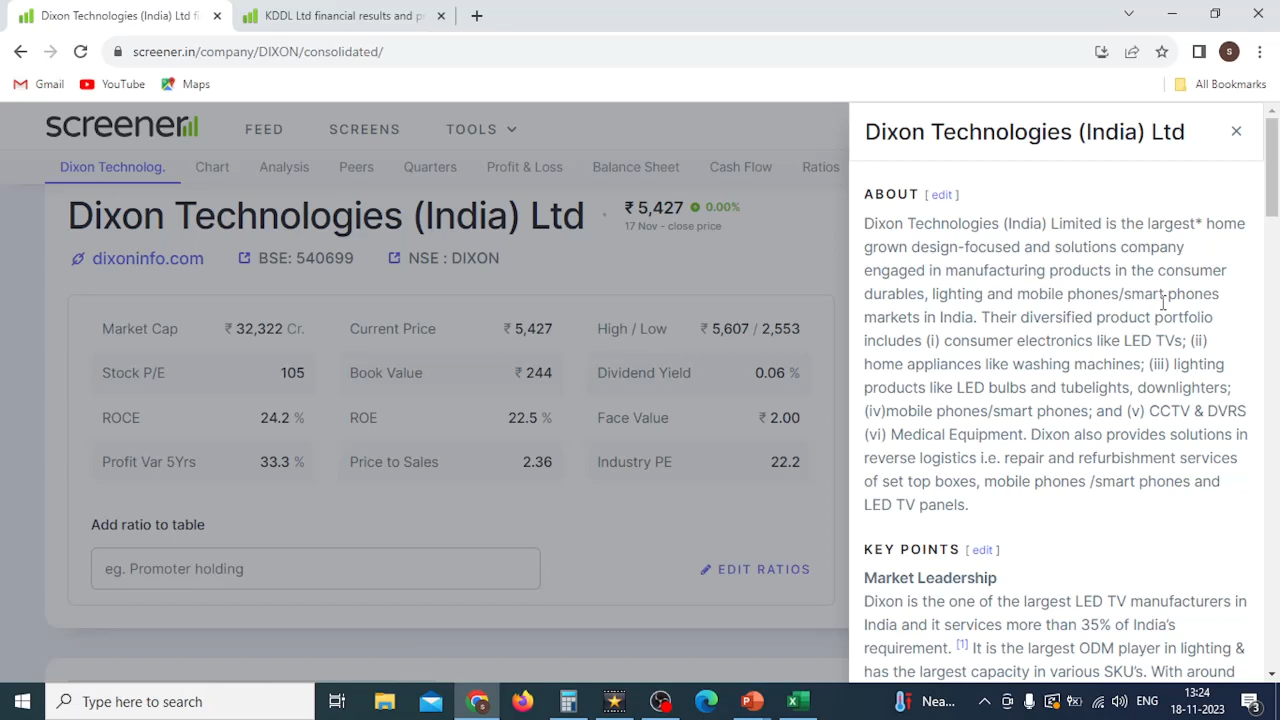 Dixon Technologies (India) Ltd fi
KDDL Ltd financial results and p
screener.in/company/DIXON/consolidated/
S
Gmail
YouTube
Maps
All Bookmarks
screener
FEED
SCREENS
TOOLS
Dixon Technolog.
Chart
Analysis
Peers
Quarters
Profit & Loss
Balance Sheet
Cash Flow
Ratios
Dixon Technologies (India) Ltd
₹ 5,427 0.00%
17 Nov - close price
dixoninfo.com
BSE: 540699
NSE : DIXON
Market Cap ₹ 32,322 Cr.
Current Price ₹ 5,427
High / Low ₹ 5,607 / 2,553
Stock P/E 105
Book Value ₹ 244
Dividend Yield 0.06 %
ROCE 24.2 %
ROE 22.5 %
Face Value ₹ 2.00
Profit Var 5Yrs 33.3 %
Price to Sales 2.36
Industry PE 22.2
Add ratio to table
eg. Promoter holding
EDIT RATIOS
Dixon Technologies (India) Ltd
ABOUT [ edit ]
Dixon Technologies (India) Limited is the largest* home
grown design-focused and solutions company
engaged in manufacturing products in the consumer
durables, lighting and mobile phones/smart phones
markets in India. Their diversified product portfolio
includes (i) consumer electronics like LED TVs; (ii)
home appliances like washing machines; (iii) lighting
products like LED bulbs and tubelights, downlighters;
(iv)mobile phones/smart phones; and (v) CCTV & DVRS
(vi) Medical Equipment. Dixon also provides solutions in
reverse logistics i.e. repair and refurbishment services
of set top boxes, mobile phones /smart phones and
LED TV panels.
KEY POINTS [ edit ]
Market Leadership
Dixon is the one of the largest LED TV manufacturers in
India and it services more than 35% of India's
requirement. [1] It is the largest ODM player in lighting &
has the largest capacity in various SKU's. With around
Type here to search
Nea...
ENG
13:24
18-11-2023
3